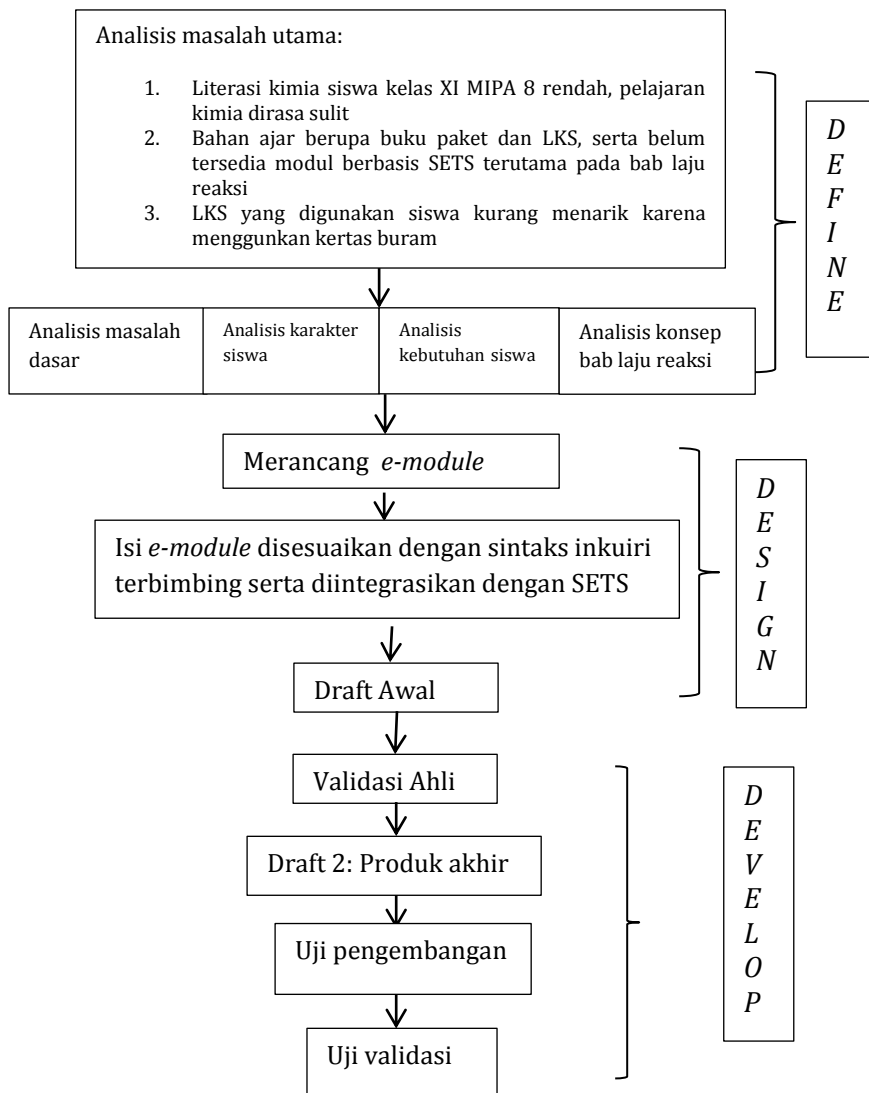 Analisis masalah utama:
1. Literasi kimia siswa kelas XI MIPA 8 rendah, pelajaran
kimia dirasa sulit
2. Bahan ajar berupa buku paket dan LKS, serta belum
tersedia modul berbasis SETS terutama pada bab laju
reaksi
3. LKS yang digunakan siswa kurang menarik karena
menggunkan kertas buram
D
E
F
I
N
E
Analisis masalah
dasar
Analisis karakter
siswa
Analisis
kebutuhan siswa
Analisis konsep
bab laju reaksi
Merancang e-module
Isi e-module disesuaikan dengan sintaks inkuiri
terbimbing serta diintegrasikan dengan SETS
Draft Awal
D
E
S
I
G
N
Validasi Ahli
Draft 2: Produk akhir
Uji pengembangan
Uji validasi
D
E
V
E
L
O
P